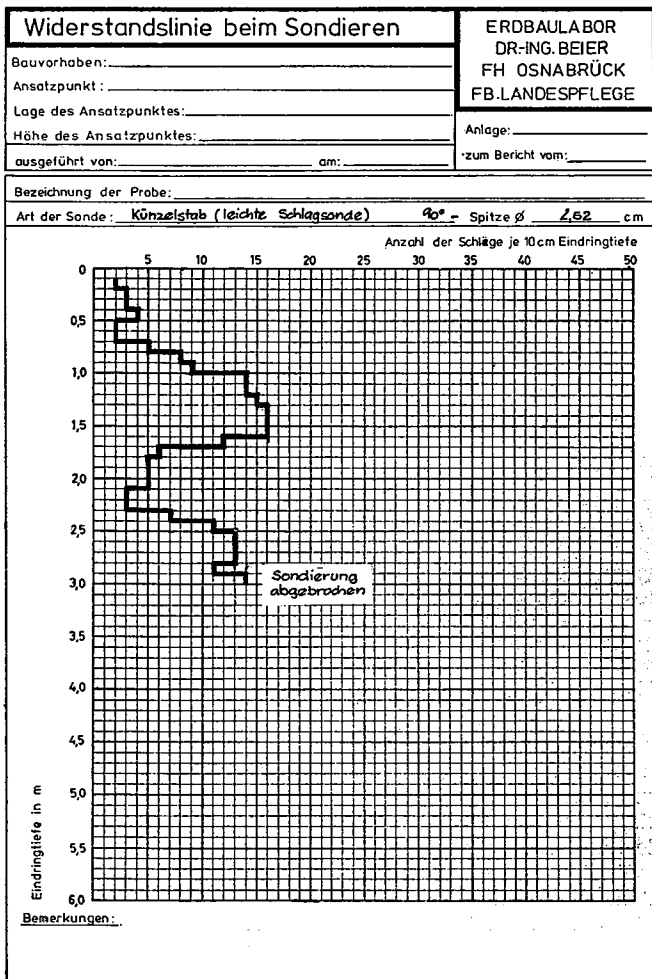 Widerstandslinie beim Sondieren
ERDBAULABOR
DR.-ING. BEIER
FH OSNABRÜCK
FB.LANDESPFLEGE
Bauvorhaben:
Ansatzpunkt:
Lage des Ansatzpunktes:
Höhe des Ansatzpunktes:
ausgeführt von: am:
Anlage:
zum Bericht vom:
Bezeichnung der Probe:
Art der Sonde: Künzelstab (leichte Schlagsonde) 90° - Spitze Ø 2,52 cm
Anzahl der Schläge je 10cm Eindringtiefe
5 10 15 20 25 30 35 40 45 50
0
0,5
1,0
1,5
2,0
2,5
3,0
3,5
4,0
4,5
5,0
5,5
6,0
Sondierung
abgebrochen
Eindringtiefe in m
Bemerkungen: